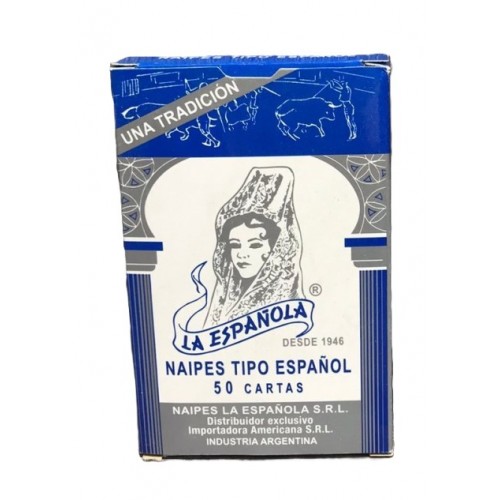 UNA TRADICIÓN
LA ESPAÑOLA
®
DESDE 1946
NAIPES TIPO ESPAÑOL
50 CARTAS
NAIPES LA ESPAÑOLA S.R.L.
Distribuidor exclusivo
Importadora Americana S.R.L.
INDUSTRIA ARGENTINA